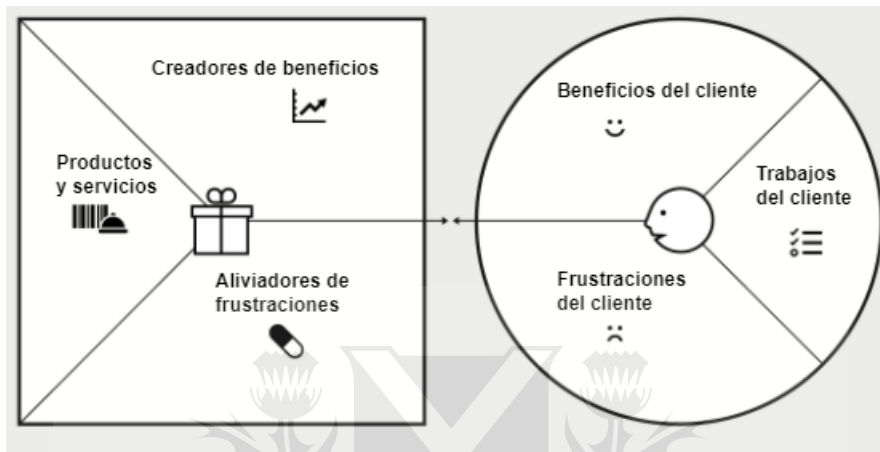 Creadores de beneficios
Productos
y servicios
Aliviadores de
frustraciones
Beneficios del cliente
Trabajos
del cliente
Frustraciones
del cliente